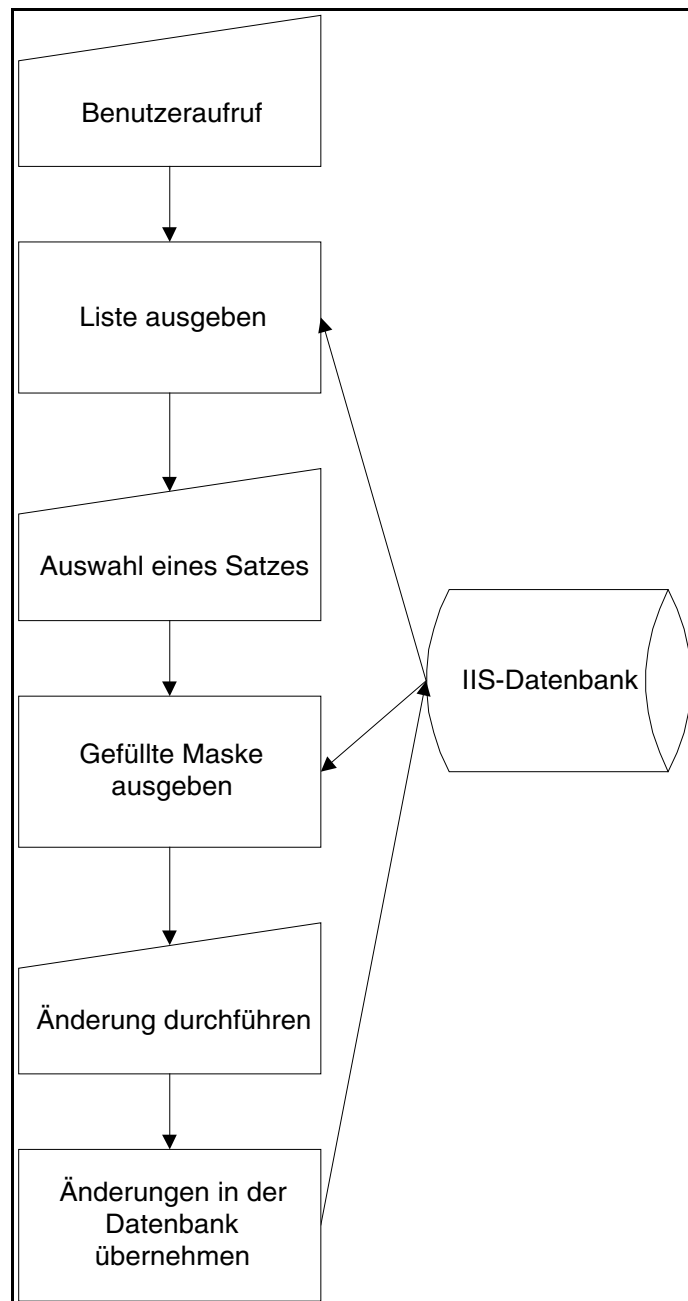 Benutzeraufruf
Liste ausgeben
Auswahl eines Satzes
IIS-Datenbank
Gefüllte Maske
ausgeben
Änderung durchführen
Änderungen in der
Datenbank
übernehmen